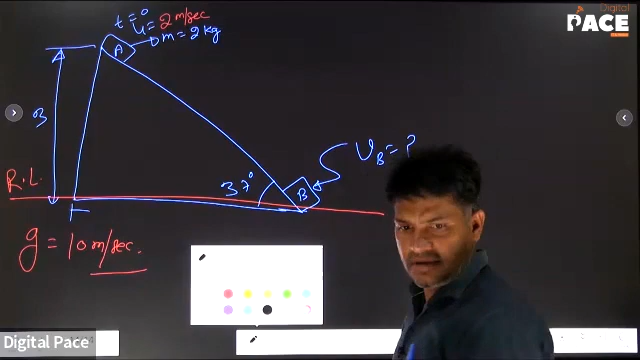 Digital
PACE
t = 0
u = 2 m/sec
m = 2 kg
A
3
R.L.
37°
B
V_B = ?
g = 10 m/sec.
Digital Pace